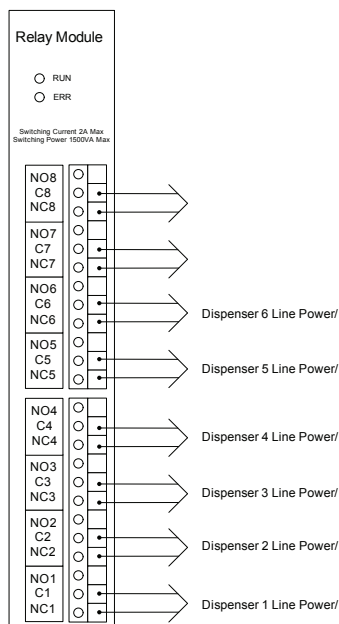 Relay Module
RUN
ERR
Switching Current 2A Max
Switching Power 1500VA Max
NO8
C8
NC8
NO7
C7
NC7
NO6
C6
NC6
Dispenser 6 Line Power/
NO5
C5
NC5
Dispenser 5 Line Power/
NO4
C4
NC4
Dispenser 4 Line Power/
NO3
C3
NC3
Dispenser 3 Line Power/
NO2
C2
NC2
Dispenser 2 Line Power/
NO1
C1
NC1
Dispenser 1 Line Power/